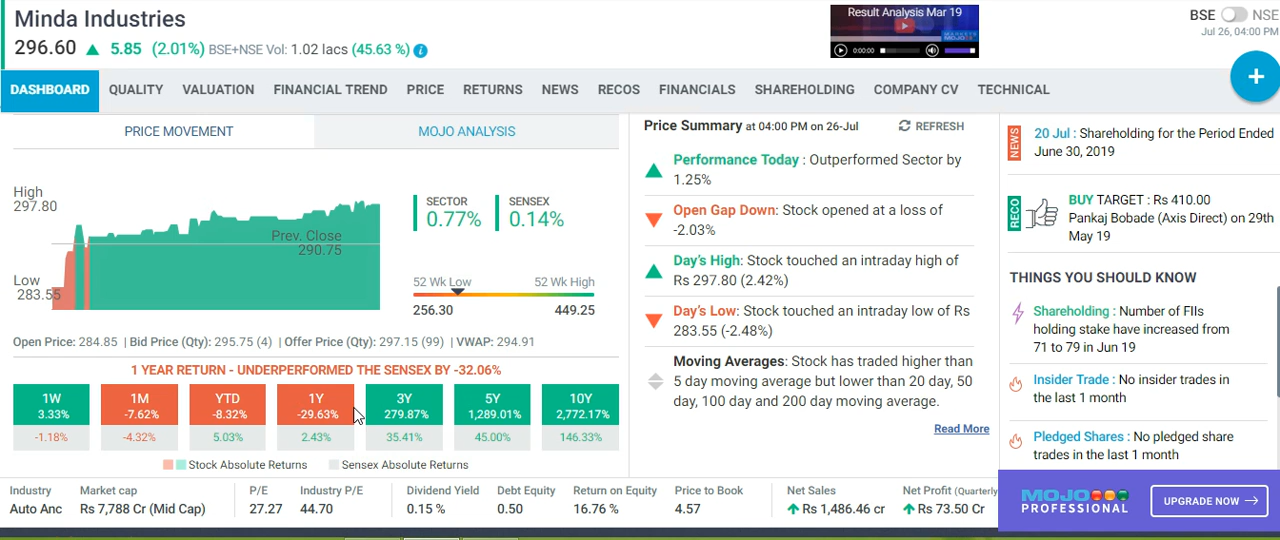 Minda Industries
296.60 5.85 (2.01%) BSE+NSE Vol: 1.02 lacs (45.63 %)
Result Analysis Mar 19
MARKETS MOJO
0:00:00
BSE NSE
Jul 26, 04:00 PM
+
DASHBOARD QUALITY VALUATION FINANCIAL TREND PRICE RETURNS NEWS RECOS FINANCIALS SHAREHOLDING COMPANY CV TECHNICAL
PRICE MOVEMENT MOJO ANALYSIS
High
297.80
Prev. Close
290.75
Low
283.55
SECTOR
0.77%
SENSEX
0.14%
52 Wk Low 52 Wk High
256.30 449.25
Open Price: 284.85 | Bid Price (Qty): 295.75 (4) | Offer Price (Qty): 297.15 (99) | VWAP: 294.91
1 YEAR RETURN - UNDERPERFORMED THE SENSEX BY -32.06%
1W 1M YTD 1Y 3Y 5Y 10Y
3.33% -7.62% -8.32% -29.63% 279.87% 1,289.01% 2,772.17%
-1.18% -4.32% 5.03% 2.43% 35.41% 45.00% 146.33%
Stock Absolute Returns Sensex Absolute Returns
Price Summary at 04:00 PM on 26-Jul REFRESH
Performance Today : Outperformed Sector by
1.25%
Open Gap Down: Stock opened at a loss of
-2.03%
Day's High: Stock touched an intraday high of
Rs 297.80 (2.42%)
Day's Low: Stock touched an intraday low of Rs
283.55 (-2.48%)
Moving Averages: Stock has traded higher than
5 day moving average but lower than 20 day, 50
day, 100 day and 200 day moving average.
Read More
NEWS
20 Jul : Shareholding for the Period Ended
June 30, 2019
RECO
BUY TARGET : Rs 410.00
Pankaj Bobade (Axis Direct) on 29th
May 19
THINGS YOU SHOULD KNOW
Shareholding : Number of FIIs
holding stake have increased from
71 to 79 in Jun 19
Insider Trade : No insider trades in
the last 1 month
Pledged Shares : No pledged share
trades in the last 1 month
Industry Market cap P/E Industry P/E Dividend Yield Debt Equity Return on Equity Price to Book Net Sales Net Profit (Quarterly
Auto Anc Rs 7,788 Cr (Mid Cap) 27.27 44.70 0.15 % 0.50 16.76 % 4.57 Rs 1,486.46 cr Rs 73.50 Cr
MOJO
PROFESSIONAL
UPGRADE NOW